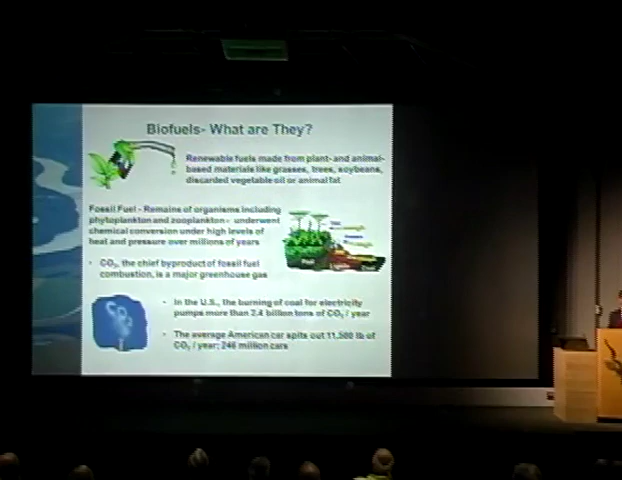 Biofuels- What are They?
Renewable fuels made from plant- and animal-
based materials like grasses, trees, soybeans,
discarded vegetable oil or animal fat
Fossil Fuel - Remains of organisms including
phytoplankton and zooplankton - underwent
chemical conversion under high levels of
heat and pressure over millions of years
Peat
Lignite
Coal
• CO₂, the chief byproduct of fossil fuel
combustion, is a major greenhouse gas
CO₂
• In the U.S., the burning of coal for electricity
pumps more than 2.4 billion tons of CO₂ / year
• The average American car spits out 11,500 lb of
CO₂ / year; 246 million cars